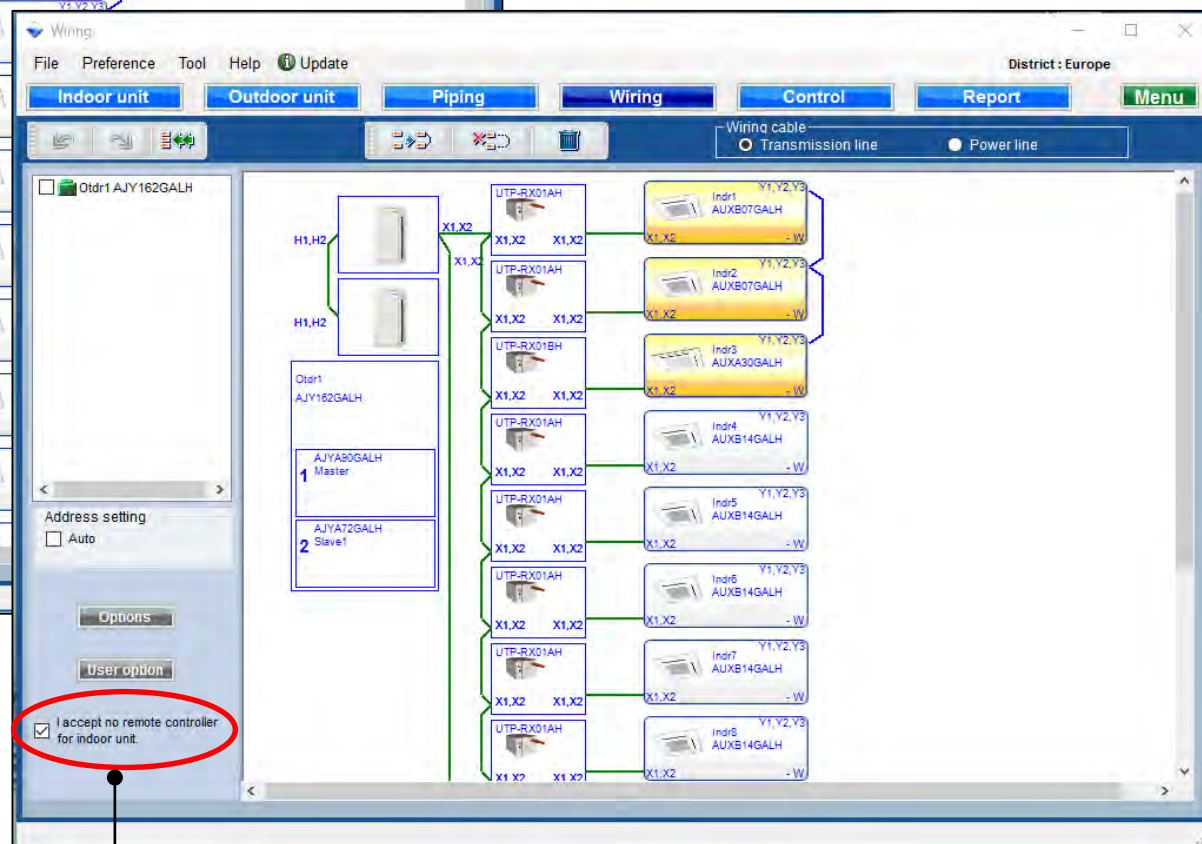 Y1,Y2,Y3
Wiring
File Preference Tool Help Update District : Europe
Indoor unit Outdoor unit Piping Wiring Control Report Menu
Wiring cable
Transmission line Power line
Otdr1 AJY162GALH
Address setting
Auto
Options
User option
I accept no remote controller
for indoor unit.
H1,H2
H1,H2
X1,X2
X1,X2
Otdr1
AJY162GALH
AJYA90GALH
1 Master
AJYA72GALH
2 Slave1
UTP-RX01AH
X1,X2 X1,X2
Y1,Y2,Y3
Indr1
AUXB07GALH
X1,X2 - W
UTP-RX01AH
X1,X2 X1,X2
Y1,Y2,Y3
Indr2
AUXB07GALH
X1,X2 - W
UTP-RX01BH
X1,X2 X1,X2
Y1,Y2,Y3
Indr3
AUXA30GALH
X1,X2 - W
UTP-RX01AH
X1,X2 X1,X2
Y1,Y2,Y3
Indr4
AUXB14GALH
X1,X2 - W
UTP-RX01AH
X1,X2 X1,X2
Y1,Y2,Y3
Indr5
AUXB14GALH
X1,X2 - W
UTP-RX01AH
X1,X2 X1,X2
Y1,Y2,Y3
Indr6
AUXB14GALH
X1,X2 - W
UTP-RX01AH
X1,X2 X1,X2
Y1,Y2,Y3
Indr7
AUXB14GALH
X1,X2 - W
UTP-RX01AH
X1,X2 X1,X2
Y1,Y2,Y3
Indr8
AUXB14GALH
X1,X2 - W